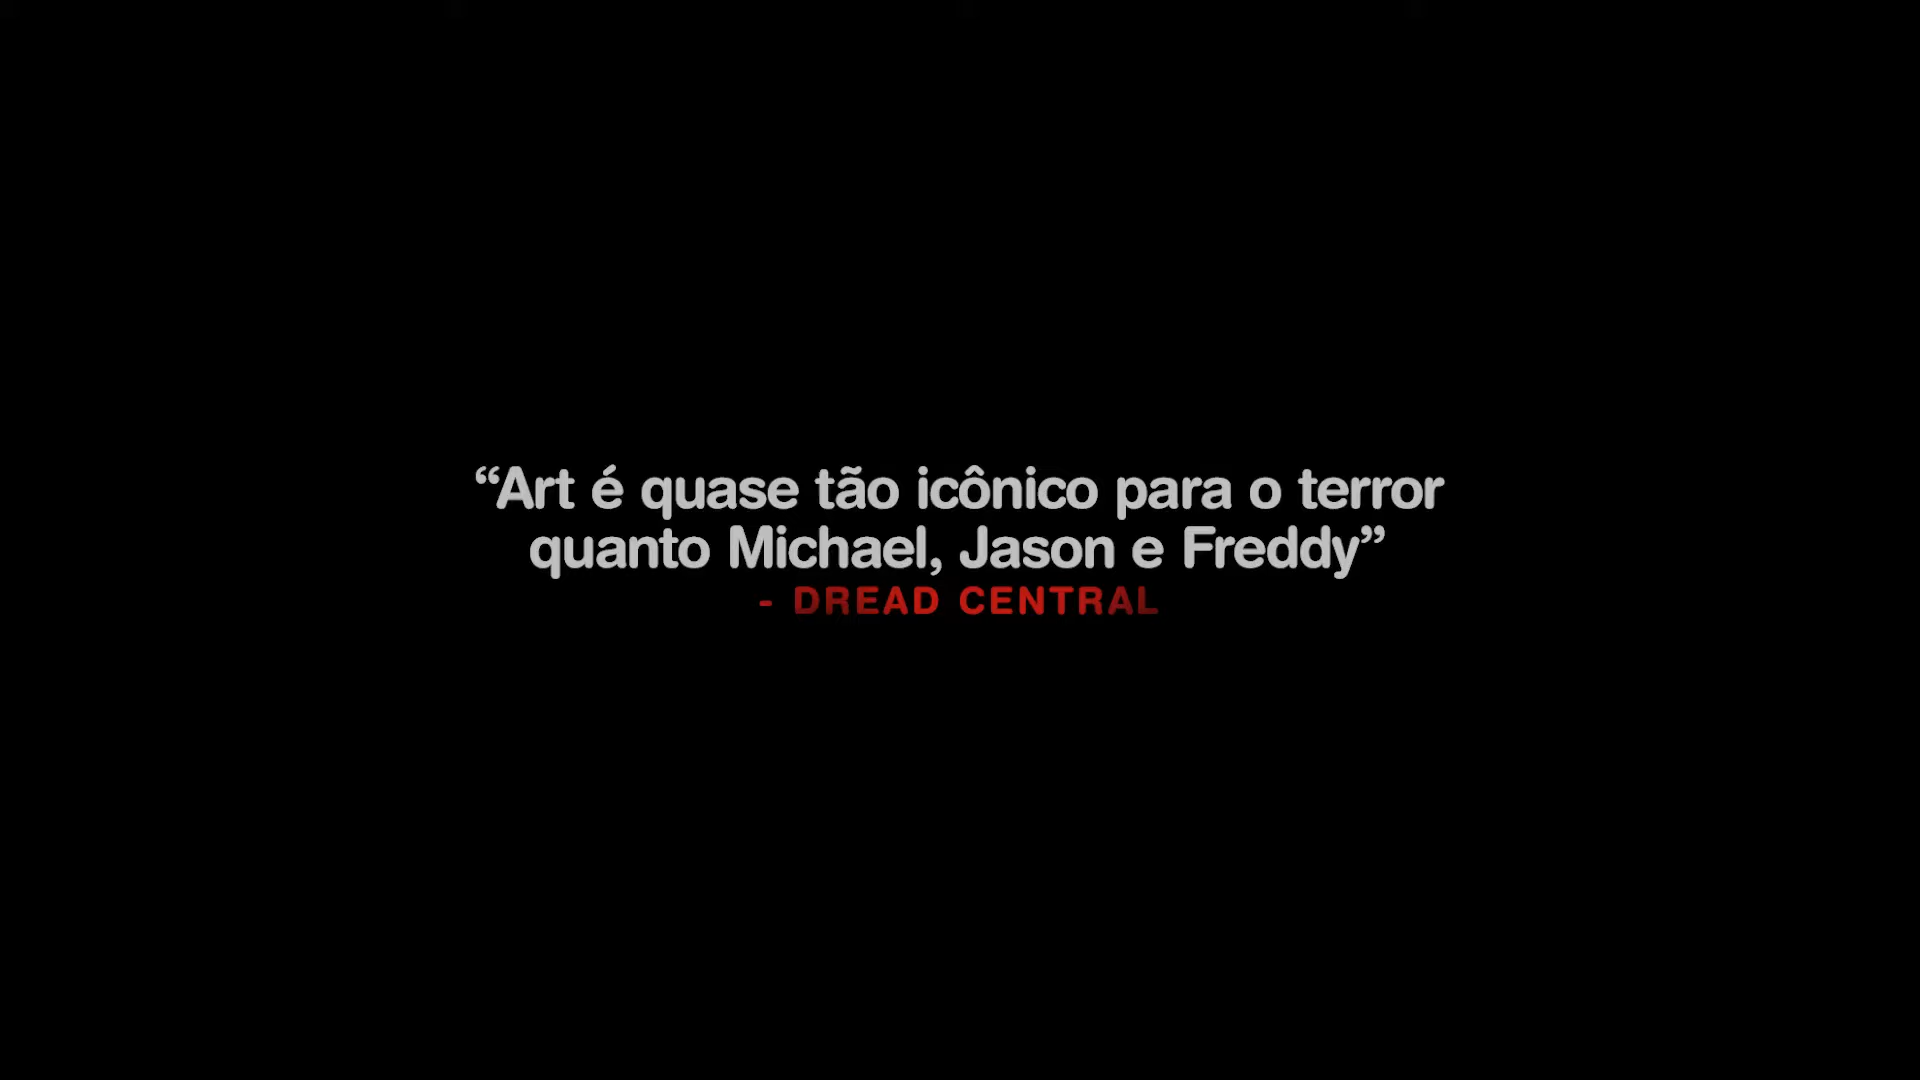 “Art é quase tão icônico para o terror
quanto Michael, Jason e Freddy”
- DREAD CENTRAL